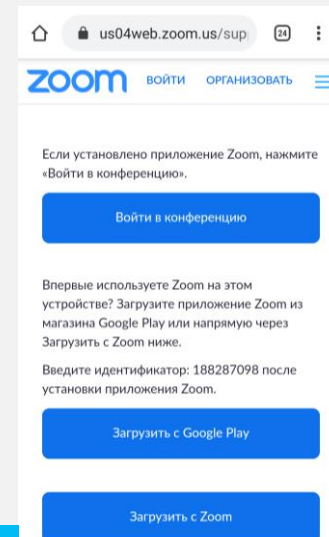 us04web.zoom.us/sup
24
zoom
ВОЙТИ
ОРГАНИЗОВАТЬ
Если установлено приложение Zoom, нажмите
«Войти в конференцию».
Войти в конференцию
Впервые используете Zoom на этом
устройстве? Загрузите приложение Zoom из
магазина Google Play или напрямую через
Загрузить с Zoom ниже.
Введите идентификатор: 188287098 после
установки приложения Zoom.
Загрузить с Google Play
Загрузить с Zoom